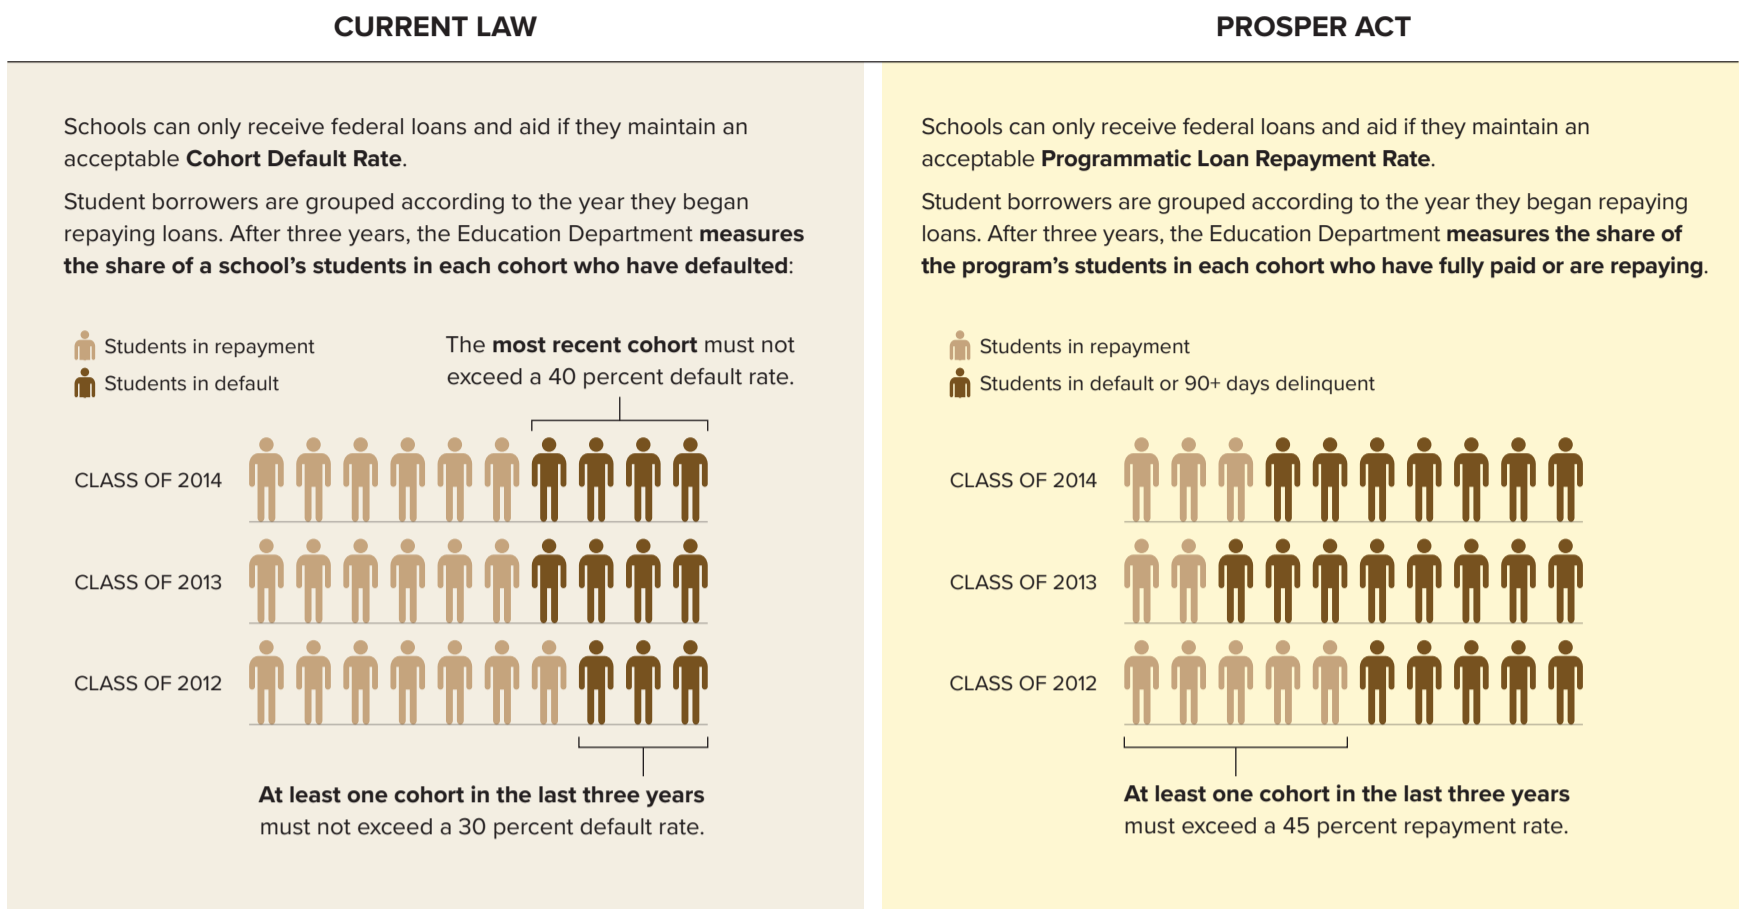 CURRENT LAW
Schools can only receive federal loans and aid if they maintain an
acceptable Cohort Default Rate.
Student borrowers are grouped according to the year they began
repaying loans. After three years, the Education Department measures
the share of a school's students in each cohort who have defaulted:
Students in repayment
Students in default
The most recent cohort must not
exceed a 40 percent default rate.
CLASS OF 2014
CLASS OF 2013
CLASS OF 2012
At least one cohort in the last three years
must not exceed a 30 percent default rate.
PROSPER ACT
Schools can only receive federal loans and aid if they maintain an
acceptable Programmatic Loan Repayment Rate.
Student borrowers are grouped according to the year they began repaying
loans. After three years, the Education Department measures the share of
the program's students in each cohort who have fully paid or are repaying.
Students in repayment
Students in default or 90+ days delinquent
CLASS OF 2014
CLASS OF 2013
CLASS OF 2012
At least one cohort in the last three years
must exceed a 45 percent repayment rate.